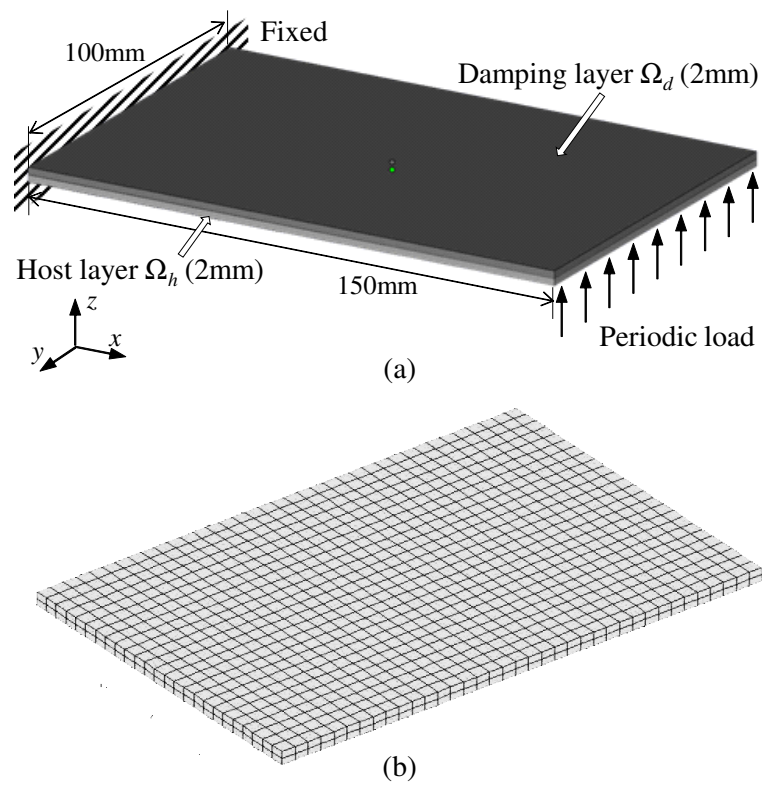 Fixed
100mm
Damping layer Ω_d (2mm)
Host layer Ω_h (2mm)
150mm
z
y
x
Periodic load
(a)
(b)